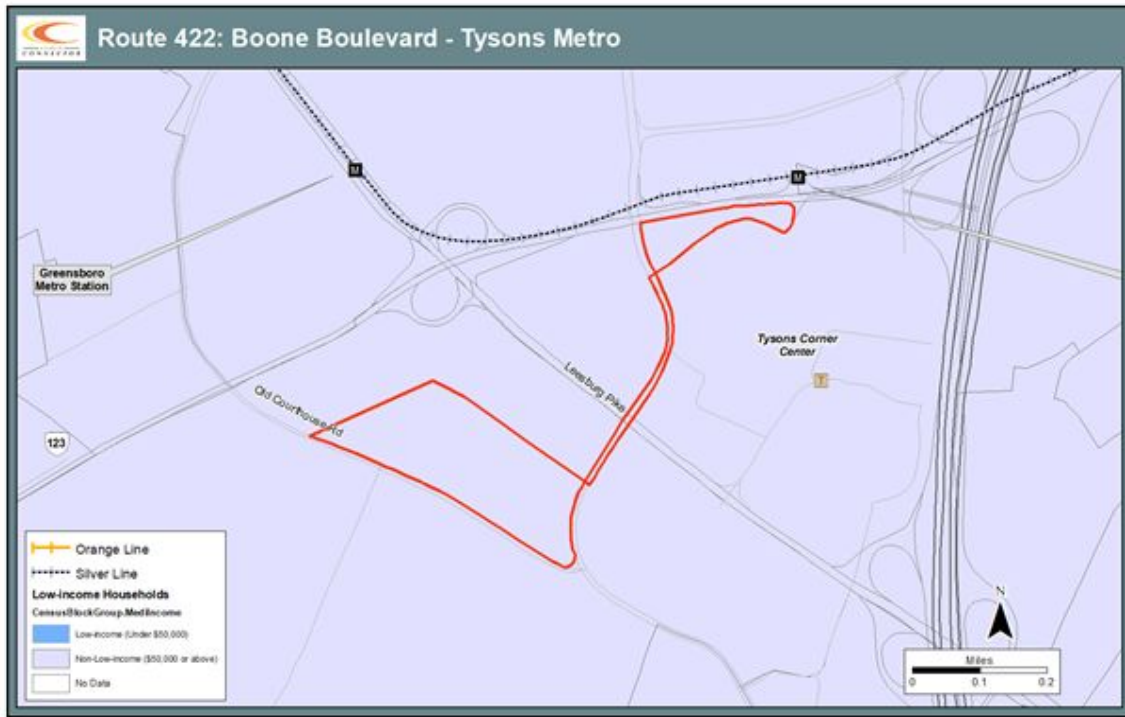 CONNECTOR
Route 422: Boone Boulevard - Tysons Metro
M
M
Greensboro
Metro Station
Tysons Corner
Center
T
Leesburg Pike
Old Courthouse Rd
123
Orange Line
Silver Line
Low-income Households
CensusBlockGroup.MedIncome
Low-income (Under $50,000)
Non-Low-income ($50,000 or above)
No Data
N
Miles
0 0.1 0.2